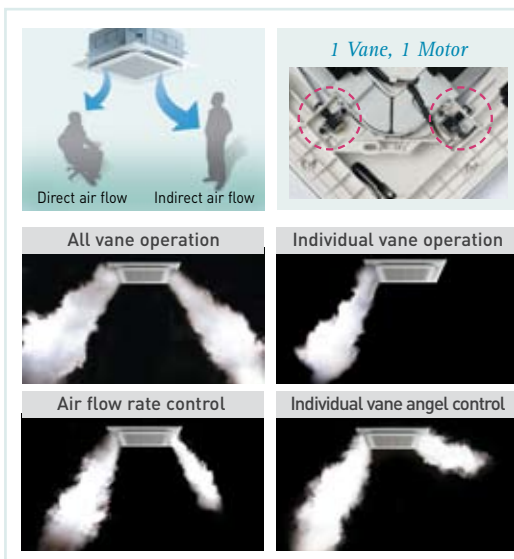 1 Vane, 1 Motor
Direct air flow
Indirect air flow
All vane operation
Individual vane operation
Air flow rate control
Individual vane angel control